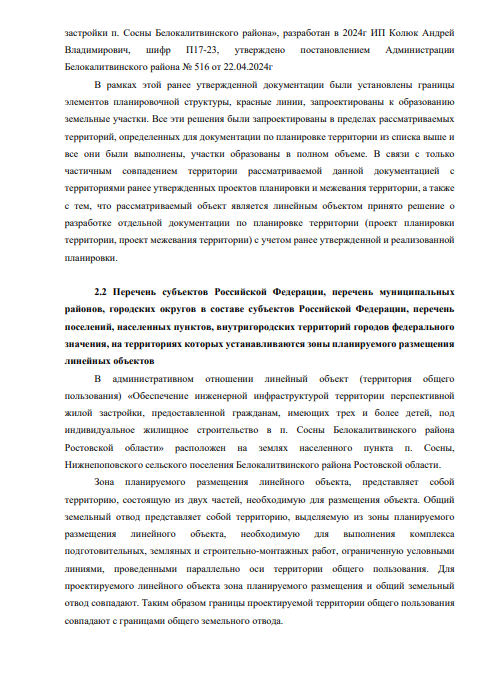 застройки п. Сосны Белокалитвинского района», разработан в 2024г ИП Колюк Андрей
Владимирович, шифр П17-23, утверждено постановлением Администрации
Белокалитвинского района № 516 от 22.04.2024г
В рамках этой ранее утвержденной документации были установлены границы
элементов планировочной структуры, красные линии, запроектированы к образованию
земельные участки. Все эти решения были запроектированы в пределах рассматриваемых
территорий, определенных для документации по планировке территории из списка выше и
все они были выполнены, участки образованы в полном объеме. В связи с только
частичным совпадением территории рассматриваемой данной документацией с
территориями ранее утвержденных проектов планировки и межевания территории, а также
с тем, что рассматриваемый объект является линейным объектом принято решение о
разработке отдельной документации по планировке территории (проект планировки
территории, проект межевания территории) с учетом ранее утвержденной и реализованной
планировки.
2.2 Перечень субъектов Российской Федерации, перечень муниципальных
районов, городских округов в составе субъектов Российской Федерации, перечень
поселений, населенных пунктов, внутригородских территорий городов федерального
значения, на территориях которых устанавливаются зоны планируемого размещения
линейных объектов
В административном отношении линейный объект (территория общего
пользования) «Обеспечение инженерной инфраструктурой территории перспективной
жилой застройки, предоставленной гражданам, имеющих трех и более детей, под
индивидуальное жилищное строительство в п. Сосны Белокалитвинского района
Ростовской области» расположен на землях населенного пункта п. Сосны,
Нижнепоповского сельского поселения Белокалитвинского района Ростовской области.
Зона планируемого размещения линейного объекта, представляет собой
территорию, состоящую из двух частей, необходимую для размещения объекта. Общий
земельный отвод представляет собой территорию, выделяемую из зоны планируемого
размещения линейного объекта, необходимую для выполнения комплекса
подготовительных, земляных и строительно-монтажных работ, ограниченную условными
линиями, проведенными параллельно оси территории общего пользования. Для
проектируемого линейного объекта зона планируемого размещения и общий земельный
отвод совпадают. Таким образом границы проектируемой территории общего пользования
совпадают с границами общего земельного отвода.